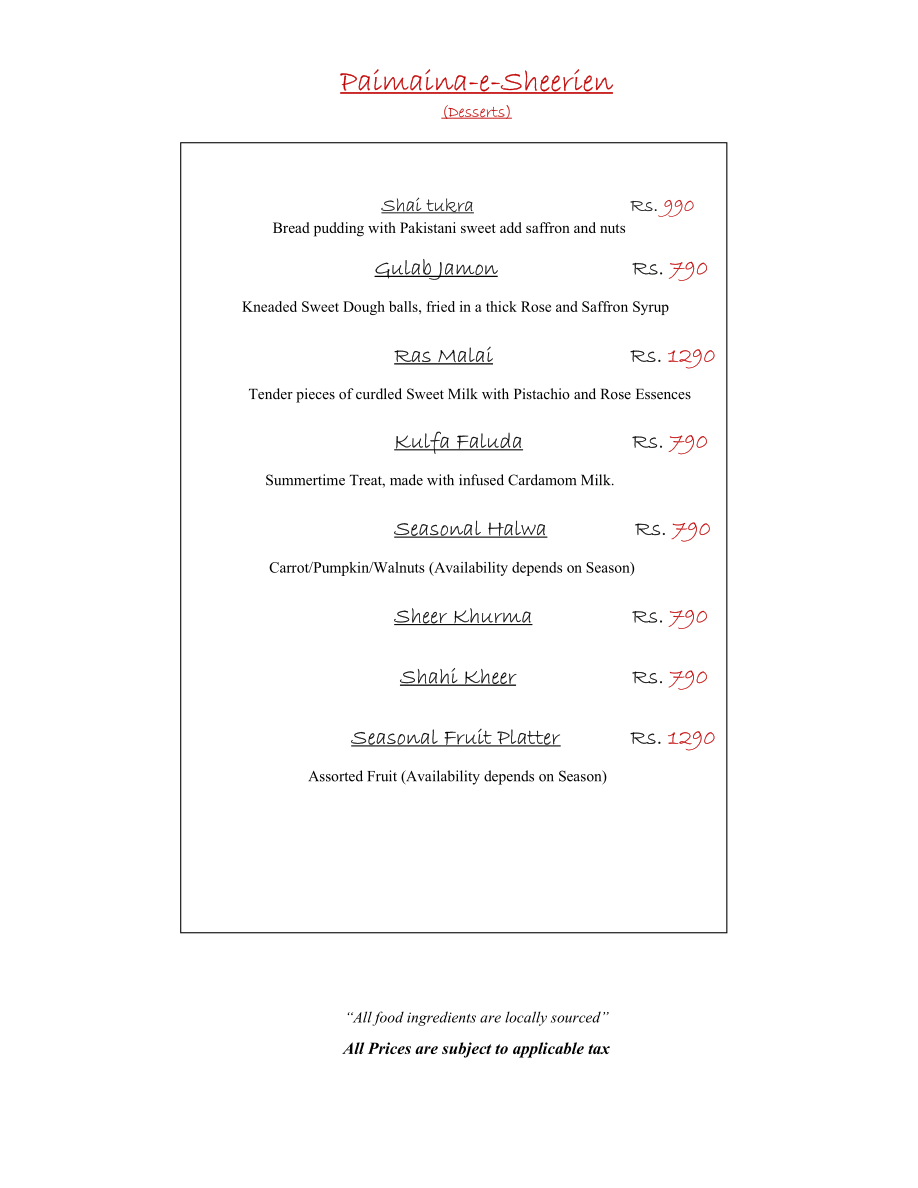 Paimaina-e-Sheerien
(Desserts)
Shai tukra Rs. 990
Bread pudding with Pakistani sweet add saffron and nuts
Gulab Jamon Rs. 790
Kneaded Sweet Dough balls, fried in a thick Rose and Saffron Syrup
Ras Malai Rs. 1290
Tender pieces of curdled Sweet Milk with Pistachio and Rose Essences
Kulfa Faluda Rs. 790
Summertime Treat, made with infused Cardamom Milk.
Seasonal Halwa Rs. 790
Carrot/Pumpkin/Walnuts (Availability depends on Season)
Sheer Khurma Rs. 790
Shahi Kheer Rs. 790
Seasonal Fruit Platter Rs. 1290
Assorted Fruit (Availability depends on Season)
“All food ingredients are locally sourced”
All Prices are subject to applicable tax